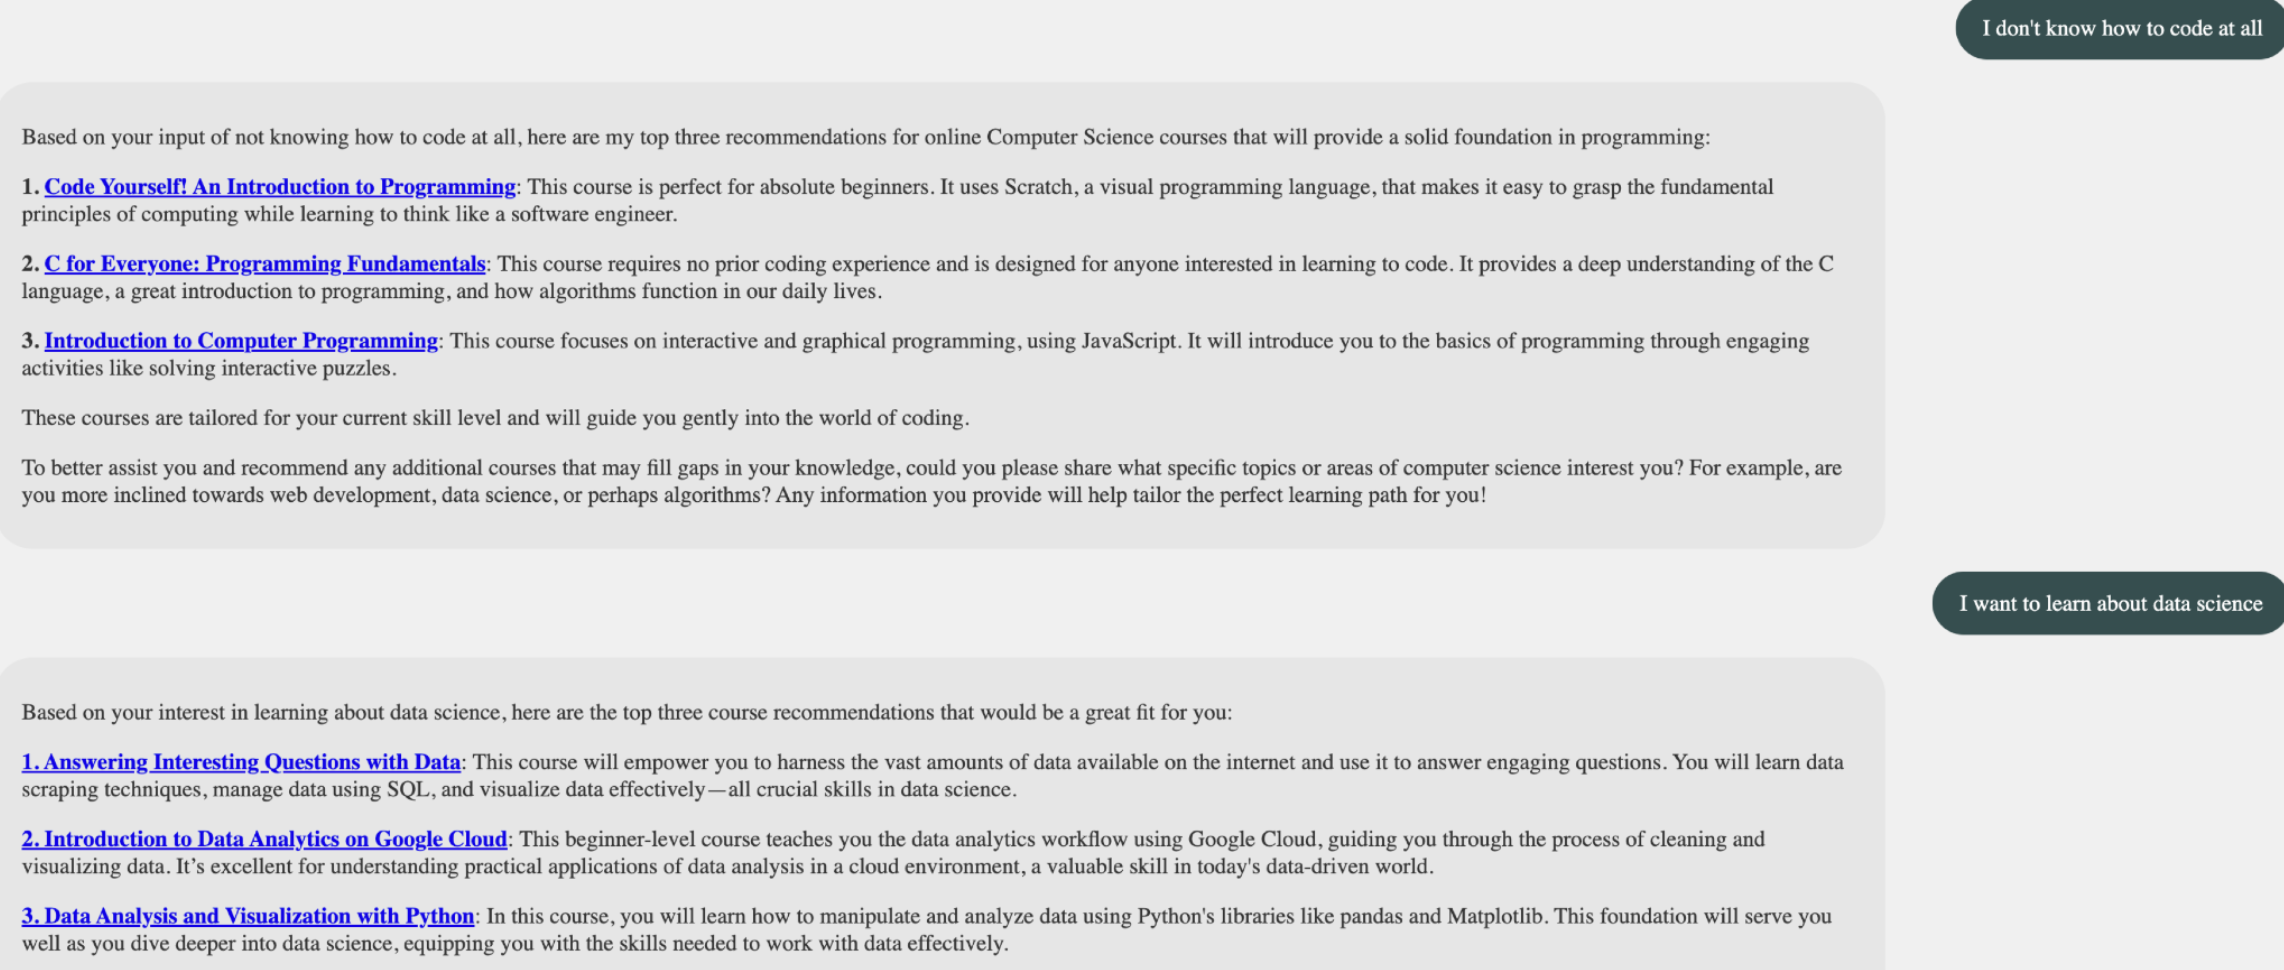 I don't know how to code at all
Based on your input of not knowing how to code at all, here are my top three recommendations for online Computer Science courses that will provide a solid foundation in programming:
1. Code Yourself! An Introduction to Programming: This course is perfect for absolute beginners. It uses Scratch, a visual programming language, that makes it easy to grasp the fundamental
principles of computing while learning to think like a software engineer.
2. C for Everyone: Programming Fundamentals: This course requires no prior coding experience and is designed for anyone interested in learning to code. It provides a deep understanding of the C
language, a great introduction to programming, and how algorithms function in our daily lives.
3. Introduction to Computer Programming: This course focuses on interactive and graphical programming, using JavaScript. It will introduce you to the basics of programming through engaging
activities like solving interactive puzzles.
These courses are tailored for your current skill level and will guide you gently into the world of coding.
To better assist you and recommend any additional courses that may fill gaps in your knowledge, could you please share what specific topics or areas of computer science interest you? For example, are
you more inclined towards web development, data science, or perhaps algorithms? Any information you provide will help tailor the perfect learning path for you!
I want to learn about data science
Based on your interest in learning about data science, here are the top three course recommendations that would be a great fit for you:
1. Answering Interesting Questions with Data: This course will empower you to harness the vast amounts of data available on the internet and use it to answer engaging questions. You will learn data
scraping techniques, manage data using SQL, and visualize data effectively—all crucial skills in data science.
2. Introduction to Data Analytics on Google Cloud: This beginner-level course teaches you the data analytics workflow using Google Cloud, guiding you through the process of cleaning and
visualizing data. It’s excellent for understanding practical applications of data analysis in a cloud environment, a valuable skill in today's data-driven world.
3. Data Analysis and Visualization with Python: In this course, you will learn how to manipulate and analyze data using Python's libraries like pandas and Matplotlib. This foundation will serve you
well as you dive deeper into data science, equipping you with the skills needed to work with data effectively.